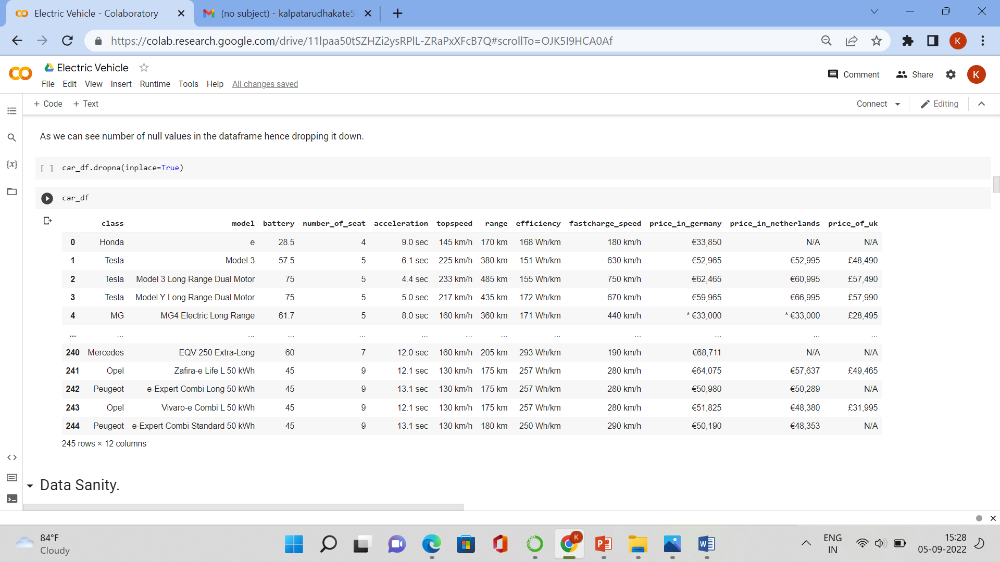 Electric Vehicle - Colaboratory
(no subject) - kalpatarudhakate5
https://colab.research.google.com/drive/11lpaa50tSZHZi2ysRPlL-ZRaPxXFcB7Q#scrollTo=OJK5I9HCA0Af
K
Electric Vehicle
File Edit View Insert Runtime Tools Help All changes saved
Comment Share K
+ Code + Text
Connect Editing
As we can see number of null values in the dataframe hence dropping it down.
{x}
[ ] car_df.dropna(inplace=True)
car_df
class model battery number_of_seat acceleration topspeed range efficiency fastcharge_speed price_in_germany price_in_netherlands price_of_uk
0 Honda e 28.5 4 9.0 sec 145 km/h 170 km 168 Wh/km 180 km/h €33,850 N/A N/A
1 Tesla Model 3 57.5 5 6.1 sec 225 km/h 380 km 151 Wh/km 630 km/h €52,965 €52,995 £48,490
2 Tesla Model 3 Long Range Dual Motor 75 5 4.4 sec 233 km/h 485 km 155 Wh/km 750 km/h €62,465 €60,995 £57,490
3 Tesla Model Y Long Range Dual Motor 75 5 5.0 sec 217 km/h 435 km 172 Wh/km 670 km/h €59,965 €66,995 £57,990
4 MG MG4 Electric Long Range 61.7 5 8.0 sec 160 km/h 360 km 171 Wh/km 440 km/h * €33,000 * €33,000 £28,495
... ... ... ... ... ... ... ... ... ... ... ... ...
240 Mercedes EQV 250 Extra-Long 60 7 12.0 sec 160 km/h 205 km 293 Wh/km 190 km/h €68,711 N/A N/A
241 Opel Zafira-e Life L 50 kWh 45 9 12.1 sec 130 km/h 175 km 257 Wh/km 280 km/h €64,075 €57,637 £49,465
242 Peugeot e-Expert Combi Long 50 kWh 45 9 13.1 sec 130 km/h 175 km 257 Wh/km 280 km/h €50,980 €50,289 N/A
243 Opel Vivaro-e Combi L 50 kWh 45 9 12.1 sec 130 km/h 175 km 257 Wh/km 280 km/h €51,825 €48,380 £31,995
244 Peugeot e-Expert Combi Standard 50 kWh 45 9 13.1 sec 130 km/h 180 km 250 Wh/km 290 km/h €50,190 €48,353 N/A
245 rows × 12 columns
Data Sanity.
84°F
Cloudy
K
P
W
ENG
IN
15:28
05-09-2022